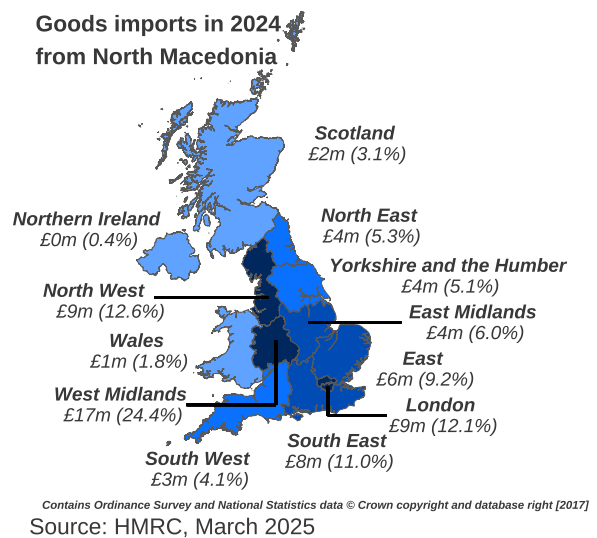 Goods imports in 2024
from North Macedonia
Scotland
£2m (3.1%)
Northern Ireland
£0m (0.4%)
North East
£4m (5.3%)
Yorkshire and the Humber
£4m (5.1%)
North West
£9m (12.6%)
East Midlands
£4m (6.0%)
Wales
£1m (1.8%)
East
£6m (9.2%)
West Midlands
£17m (24.4%)
London
£9m (12.1%)
South East
£8m (11.0%)
South West
£3m (4.1%)
Contains Ordinance Survey and National Statistics data © Crown copyright and database right [2017]
Source: HMRC, March 2025